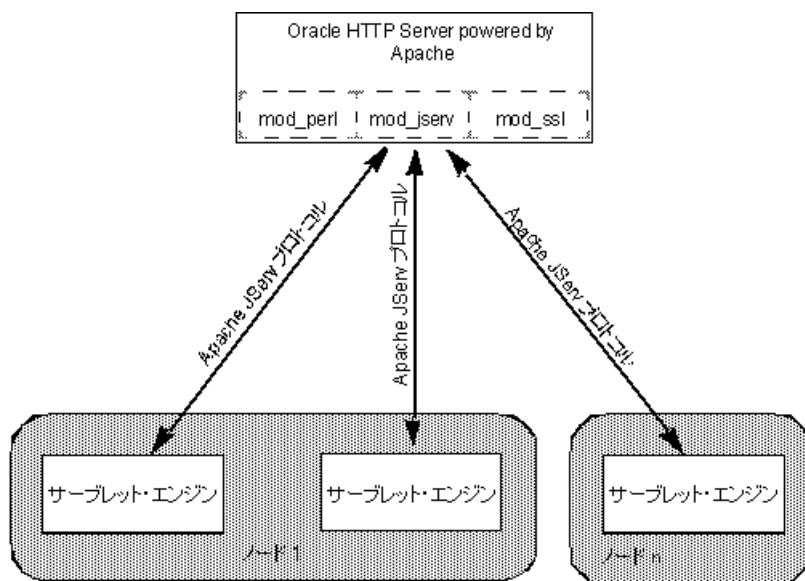 Oracle HTTP Server powered by
Apache
mod_perl
mod_jserv
mod_ssl
Apache JServ プロトコル
Apache JServ プロトコル
Apache JServ プロトコル
サーブレット・エンジン
サーブレット・エンジン
サーブレット・エンジン
ノード 1
ノード n